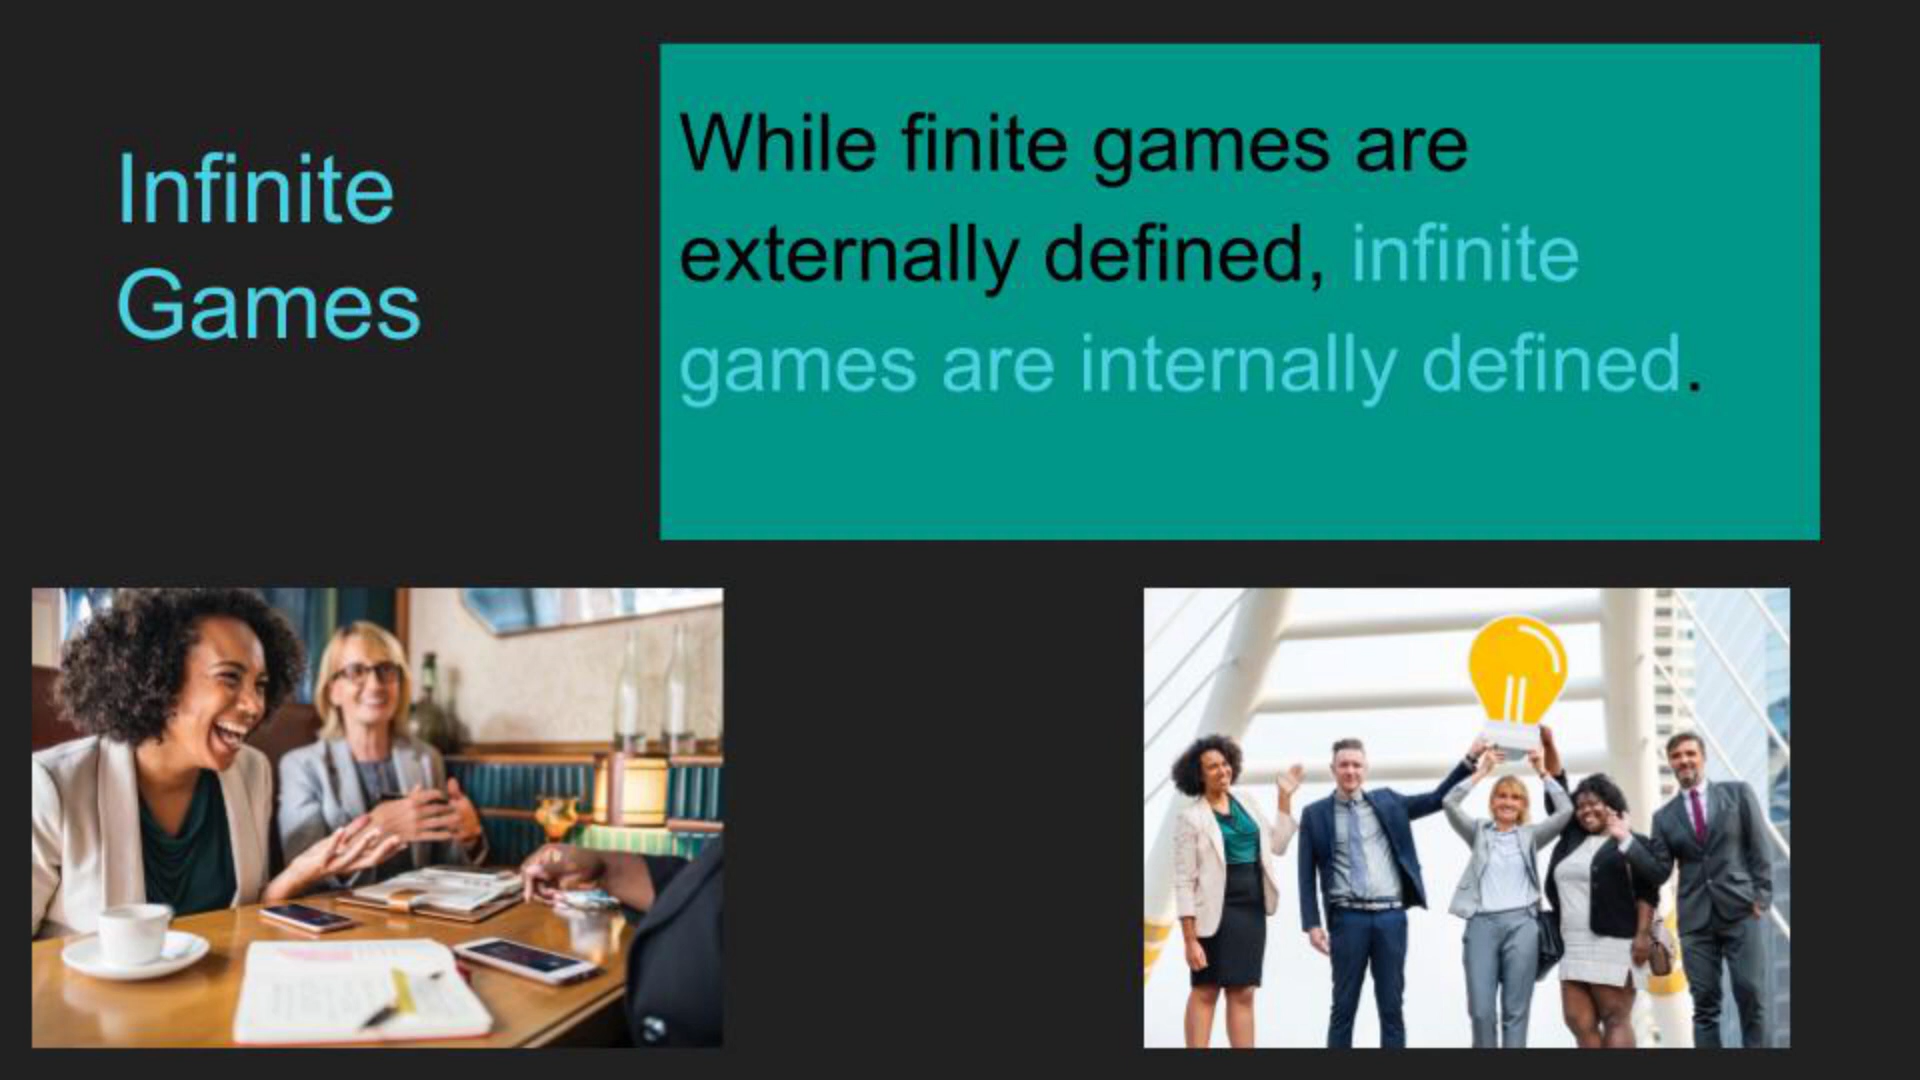 Infinite
Games
While finite games are
externally defined, infinite
games are internally defined.